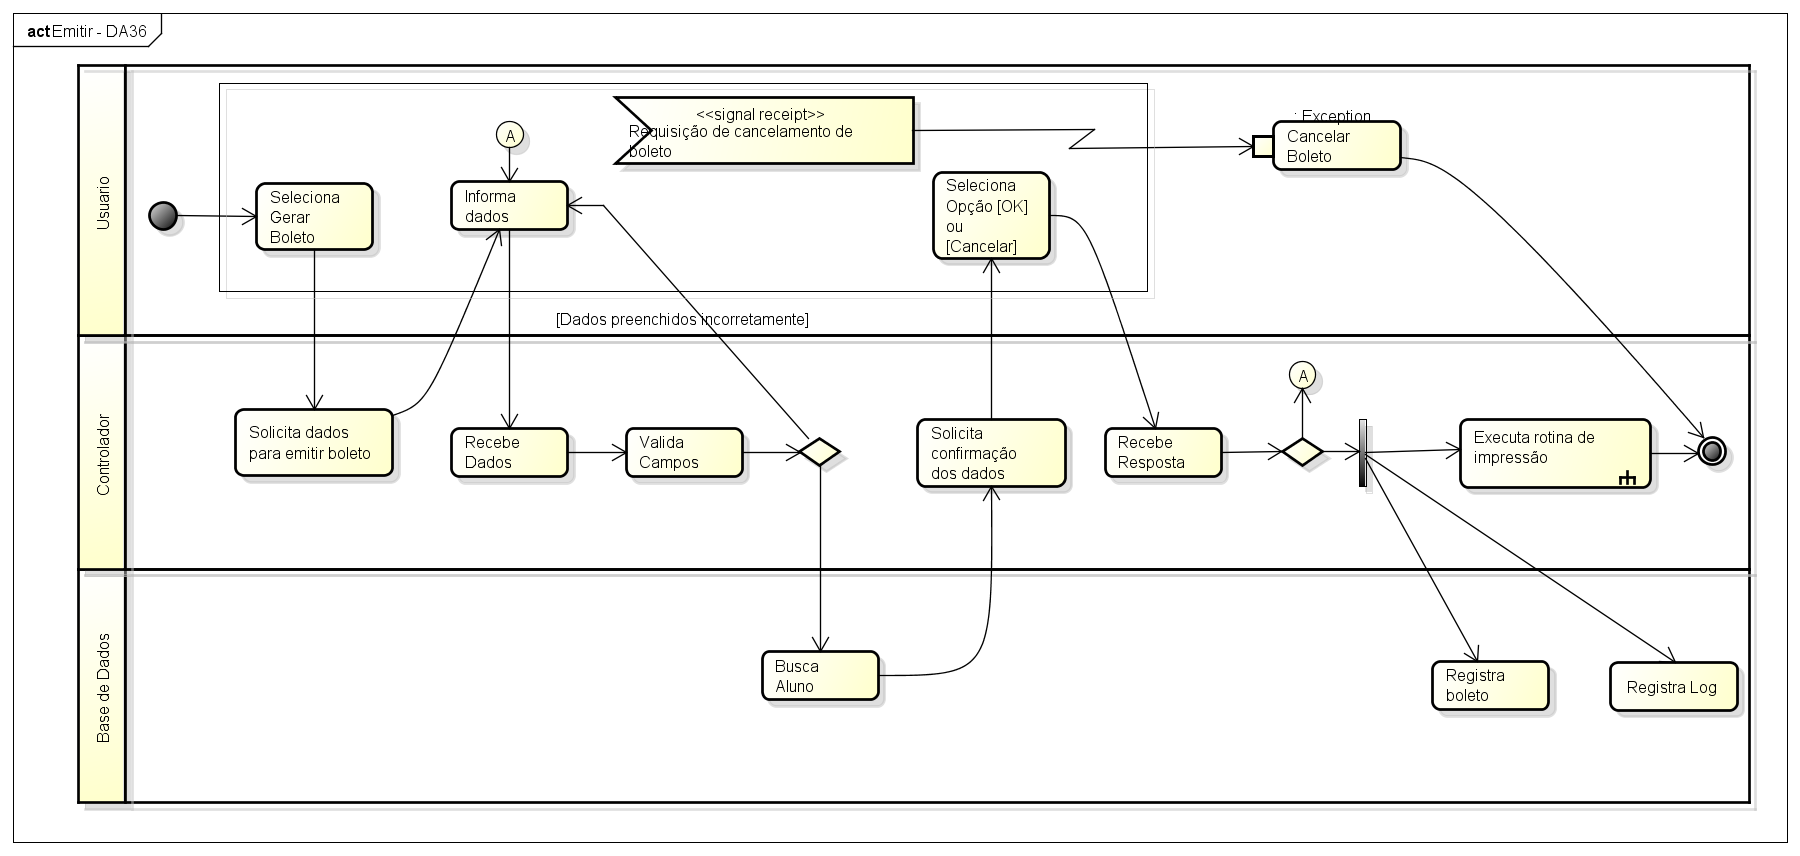 act Emitir - DA36
Usuario
<<signal receipt>>
Requisição de cancelamento de
boleto
: Exception
Cancelar
Boleto
A
Seleciona
Gerar
Boleto
Informa
dados
Seleciona
Opção [OK]
ou
[Cancelar]
[Dados preenchidos incorretamente]
Controlador
A
Solicita dados
para emitir boleto
Recebe
Dados
Valida
Campos
Solicita
confirmação
dos dados
Recebe
Resposta
Executa rotina de
impressão
Base de Dados
Busca
Aluno
Registra
boleto
Registra Log